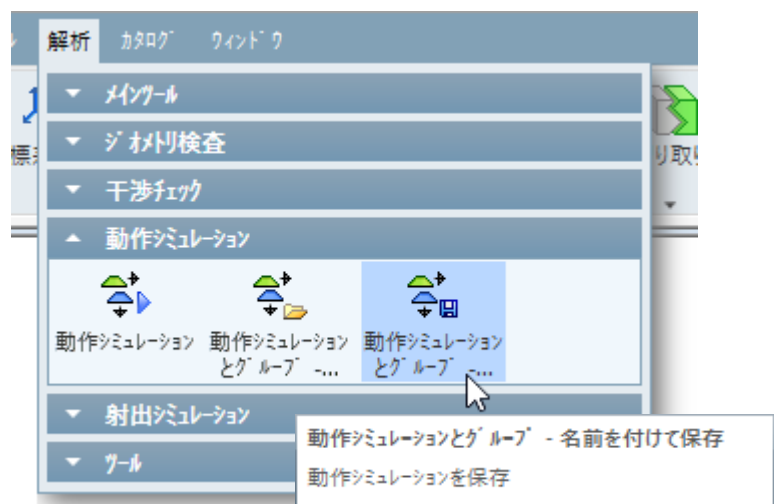 解析 ｶﾀﾛｸﾞ ｳｨﾝﾄﾞｳ
ﾒｲﾝﾂｰﾙ
ｼﾞｵﾒﾄﾘ検査
干渉ﾁｪｯｸ
動作ｼﾐｭﾚｰｼｮﾝ
動作ｼﾐｭﾚｰｼｮﾝ
動作ｼﾐｭﾚｰｼｮﾝ
とｸﾞﾙｰﾌﾟ -...
動作ｼﾐｭﾚｰｼｮﾝ
とｸﾞﾙｰﾌﾟ -...
射出ｼﾐｭﾚｰｼｮﾝ
ﾂｰﾙ
動作ｼﾐｭﾚｰｼｮﾝとｸﾞﾙｰﾌﾟ - 名前を付けて保存
動作ｼﾐｭﾚｰｼｮﾝを保存
り取り